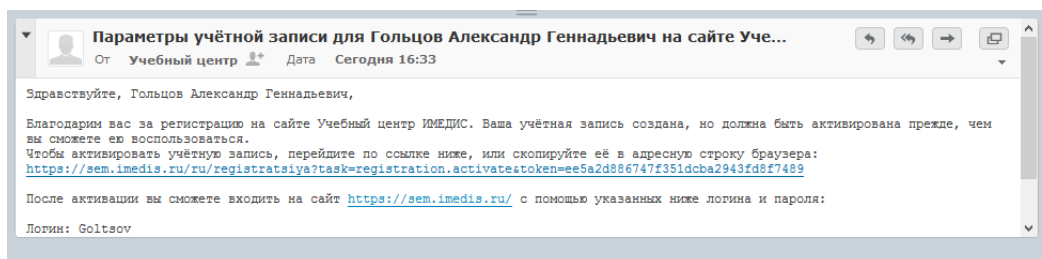 Параметры учётной записи для Гольцов Александр Геннадьевич на сайте Уче...
От Учебный центр Дата Сегодня 16:33
Здравствуйте, Гольцов Александр Геннадьевич,
Благодарим вас за регистрацию на сайте Учебный центр ИМЕДИС. Ваша учётная запись создана, но должна быть активирована прежде, чем
вы сможете ею воспользоваться.
Чтобы активировать учётную запись, перейдите по ссылке ниже, или скопируйте её в адресную строку браузера:
https://sem.imedis.ru/ru/registratsiya?task=registration.activate&token=ee5a2d886747f351dcba2943fd8f7489
После активации вы сможете входить на сайт https://sem.imedis.ru/ с помощью указанных ниже логина и пароля:
Логин: Goltsov